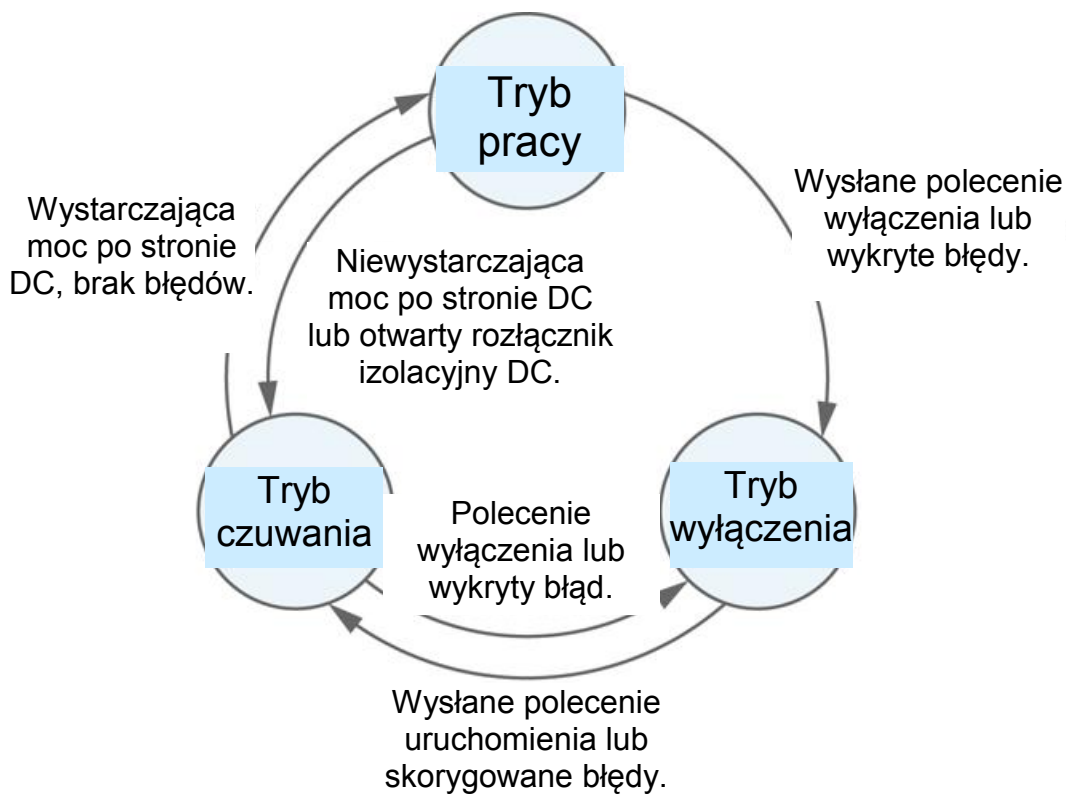 Tryb
pracy
Wysłane polecenie
wyłączenia lub
wykryte błędy.
Wystarczająca
moc po stronie
DC, brak błędów.
Niewystarczająca
moc po stronie DC
lub otwarty rozłącznik
izolacyjny DC.
Tryb
czuwania
Polecenie
wyłączenia lub
wykryty błąd.
Tryb
wyłączenia
Wysłane polecenie
uruchomienia lub
skorygowane błędy.